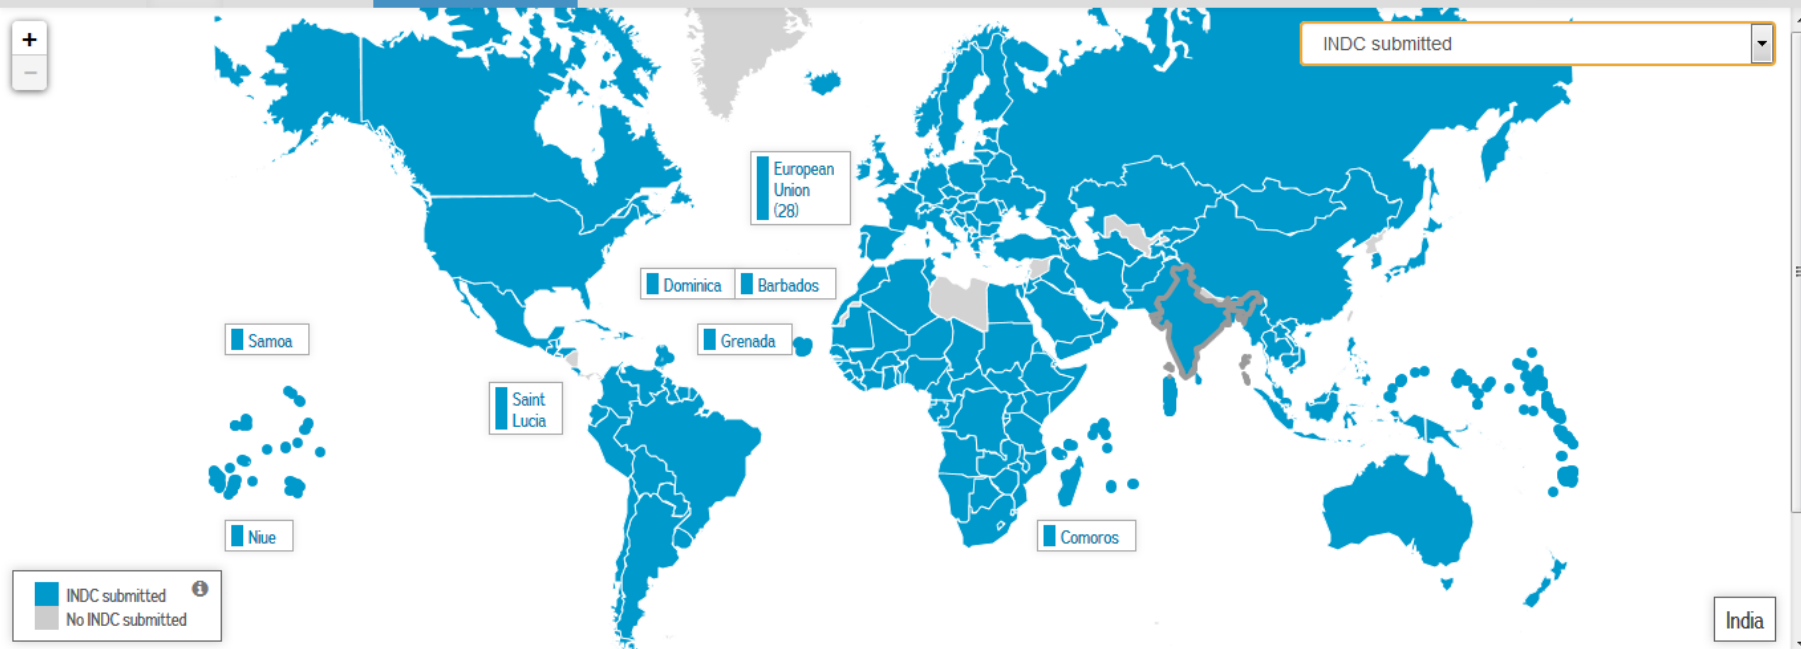 +
INDC submitted
−
European
Union
(28)
Dominica
Barbados
Samoa
Grenada
Saint
Lucia
Niue
Comoros
INDC submitted
No INDC submitted
India